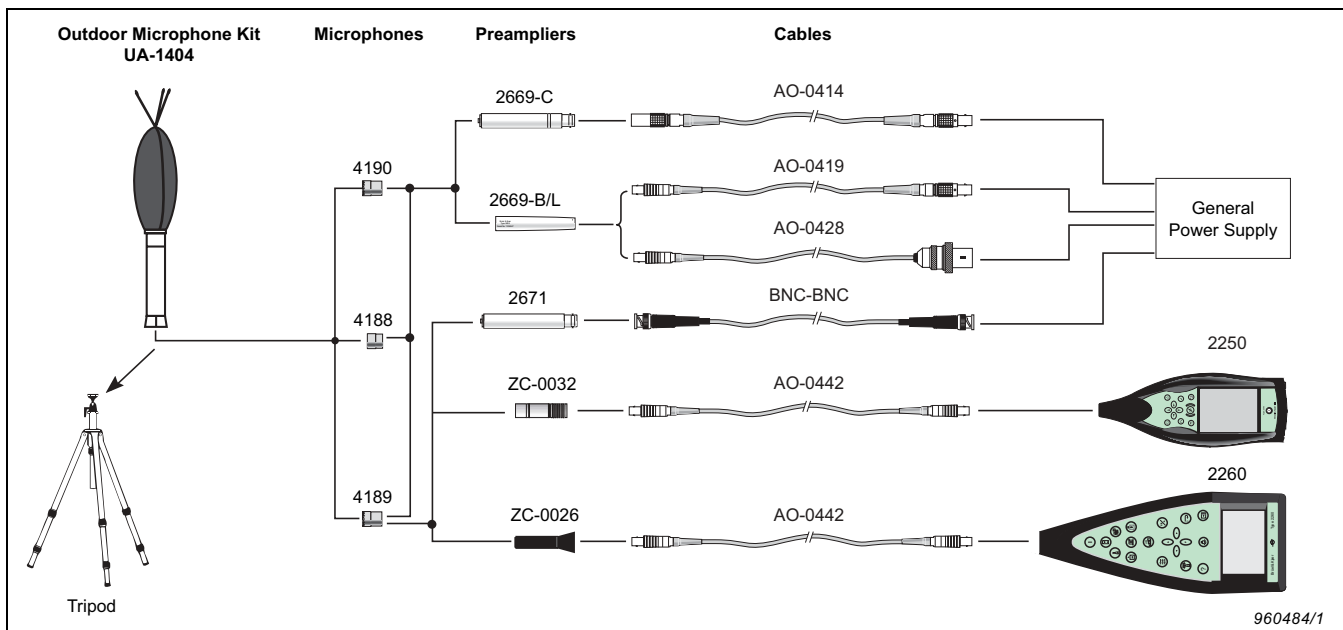 Outdoor Microphone Kit
UA-1404
Microphones
Preampliers
Cables
2669-C
AO-0414
4190
2669-B/L
AO-0419
AO-0428
General
Power Supply
2671
BNC-BNC
4188
2250
ZC-0032
AO-0442
4189
2260
ZC-0026
AO-0442
Tripod
960484/1